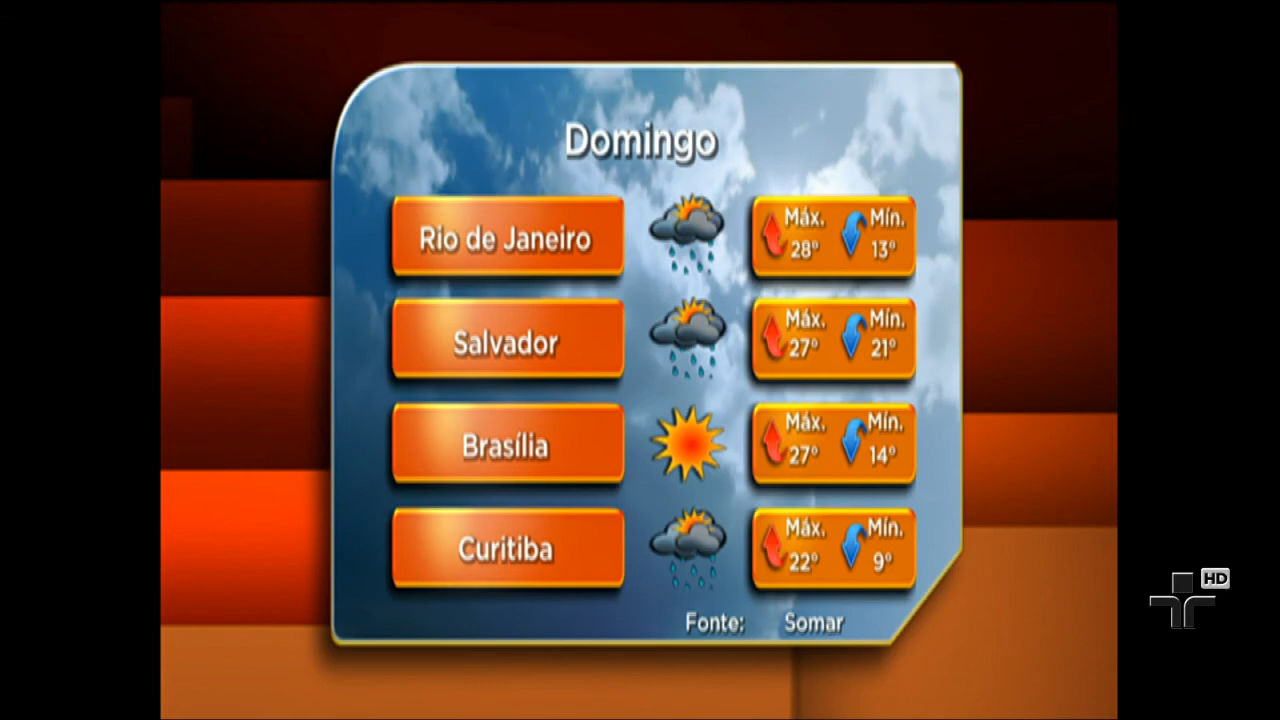 Domingo
Rio de Janeiro
Máx. Mín.
28º 13º
Salvador
Máx. Mín.
27º 21º
Brasília
Máx. Mín.
27º 14º
Curitiba
Máx. Mín.
22º 9º
Fonte: Somar
HD